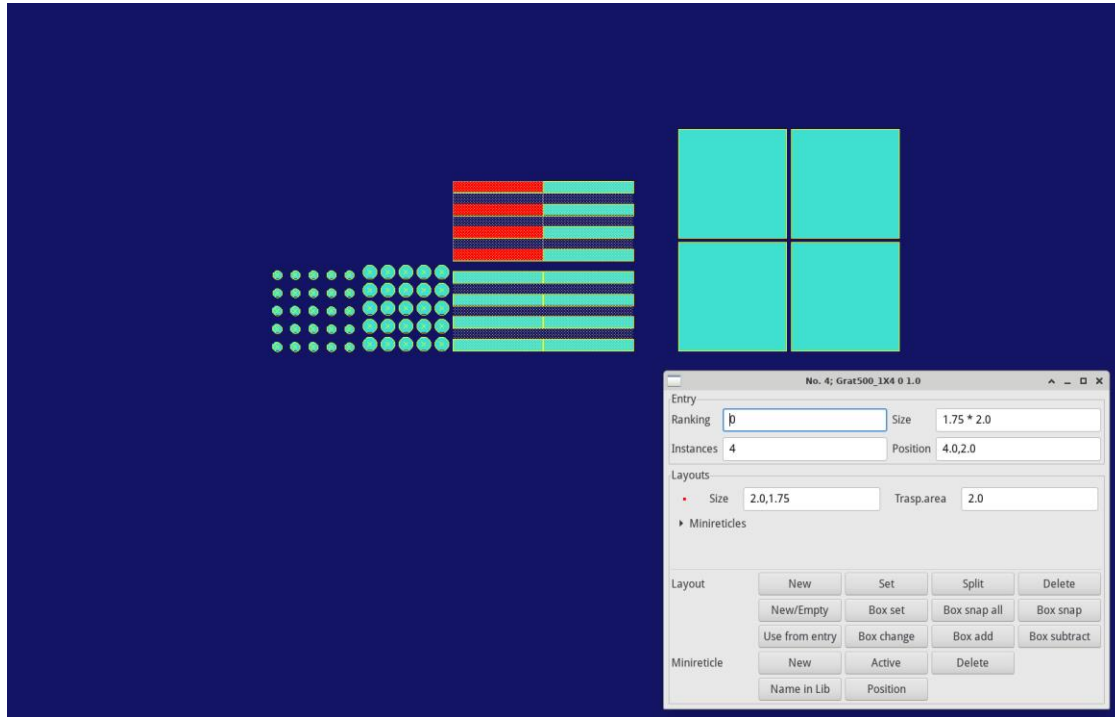 No. 4; Grat500_1X4 0 1.0
Entry
Ranking 0 Size 1.75 * 2.0
Instances 4 Position 4.0,2.0
Layouts
Size 2.0,1.75 Trasp.area 2.0
Minireticles
Layout New Set Split Delete
New/Empty Box set Box snap all Box snap
Use from entry Box change Box add Box subtract
Minireticle New Active Delete
Name in Lib Position